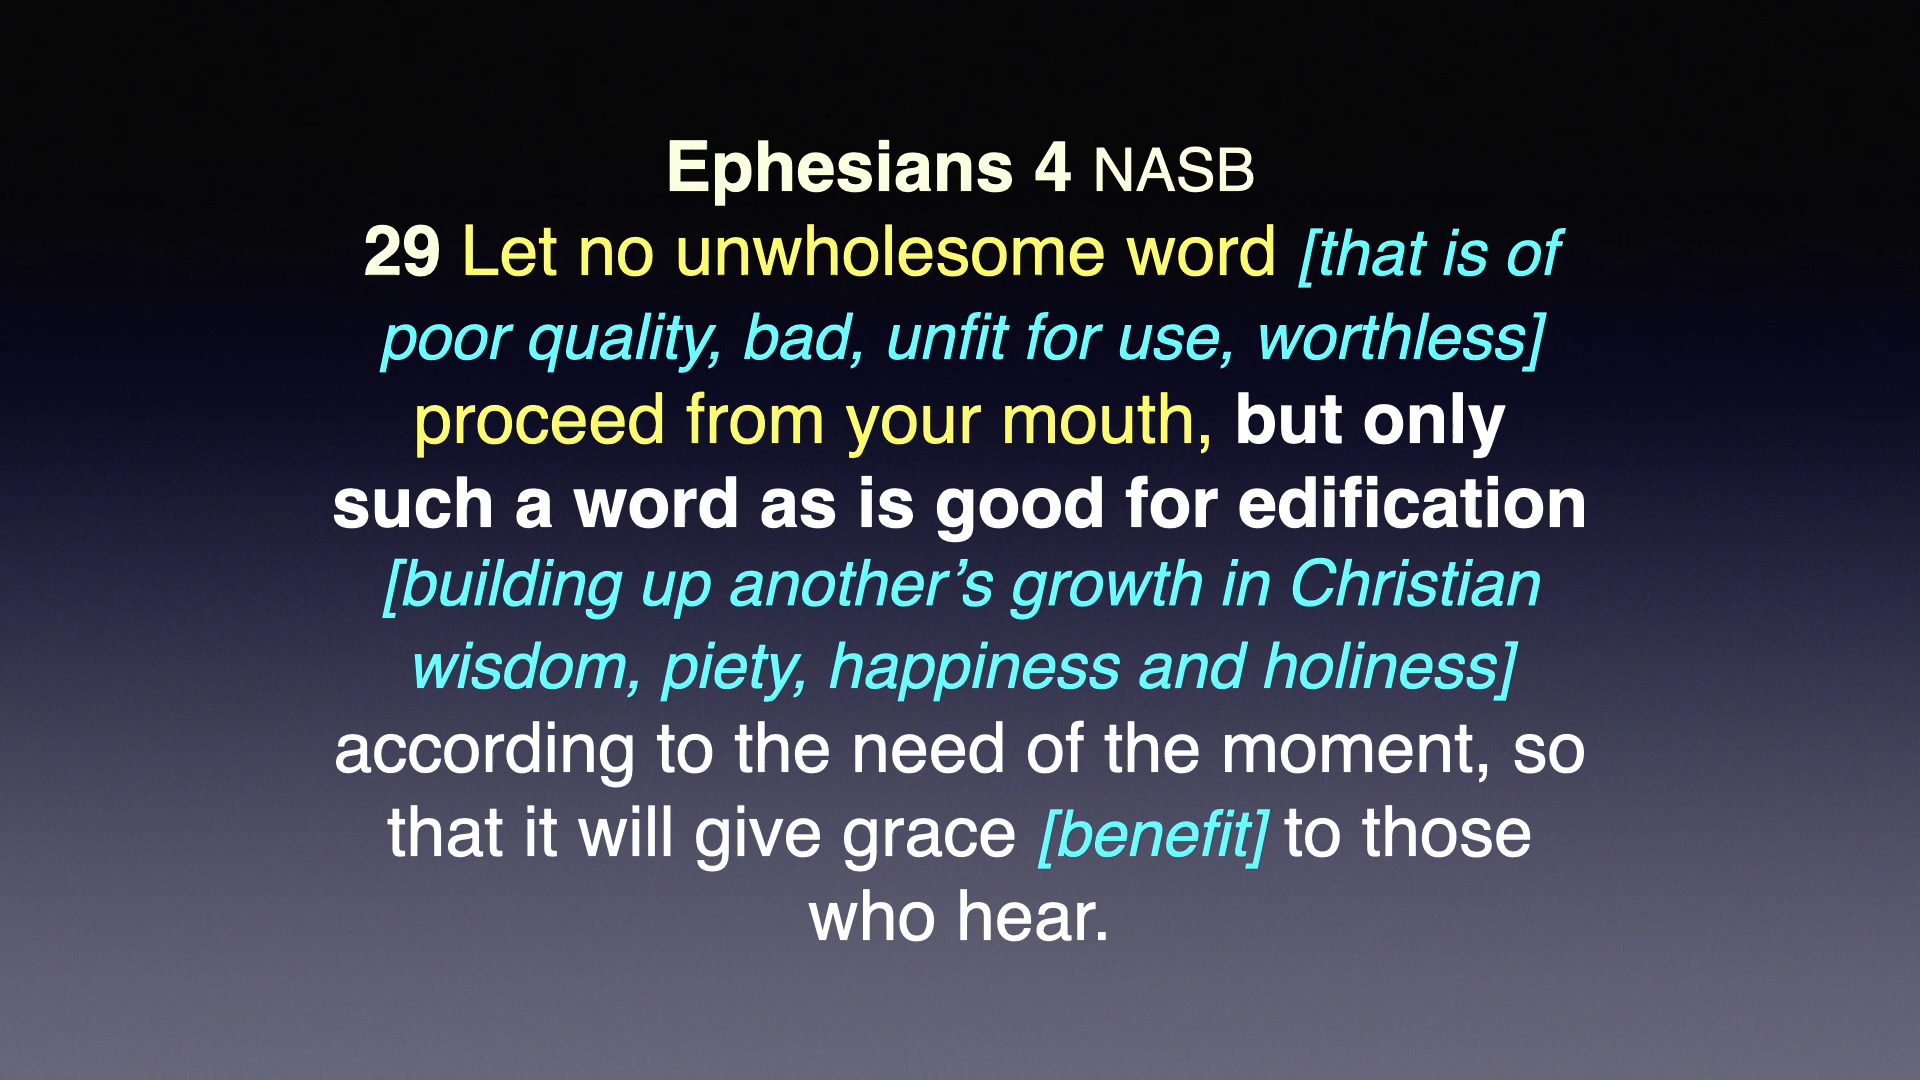 Ephesians 4 NASB
29 Let no unwholesome word [that is of
poor quality, bad, unfit for use, worthless]
proceed from your mouth, but only
such a word as is good for edification
[building up another’s growth in Christian
wisdom, piety, happiness and holiness]
according to the need of the moment, so
that it will give grace [benefit] to those
who hear.